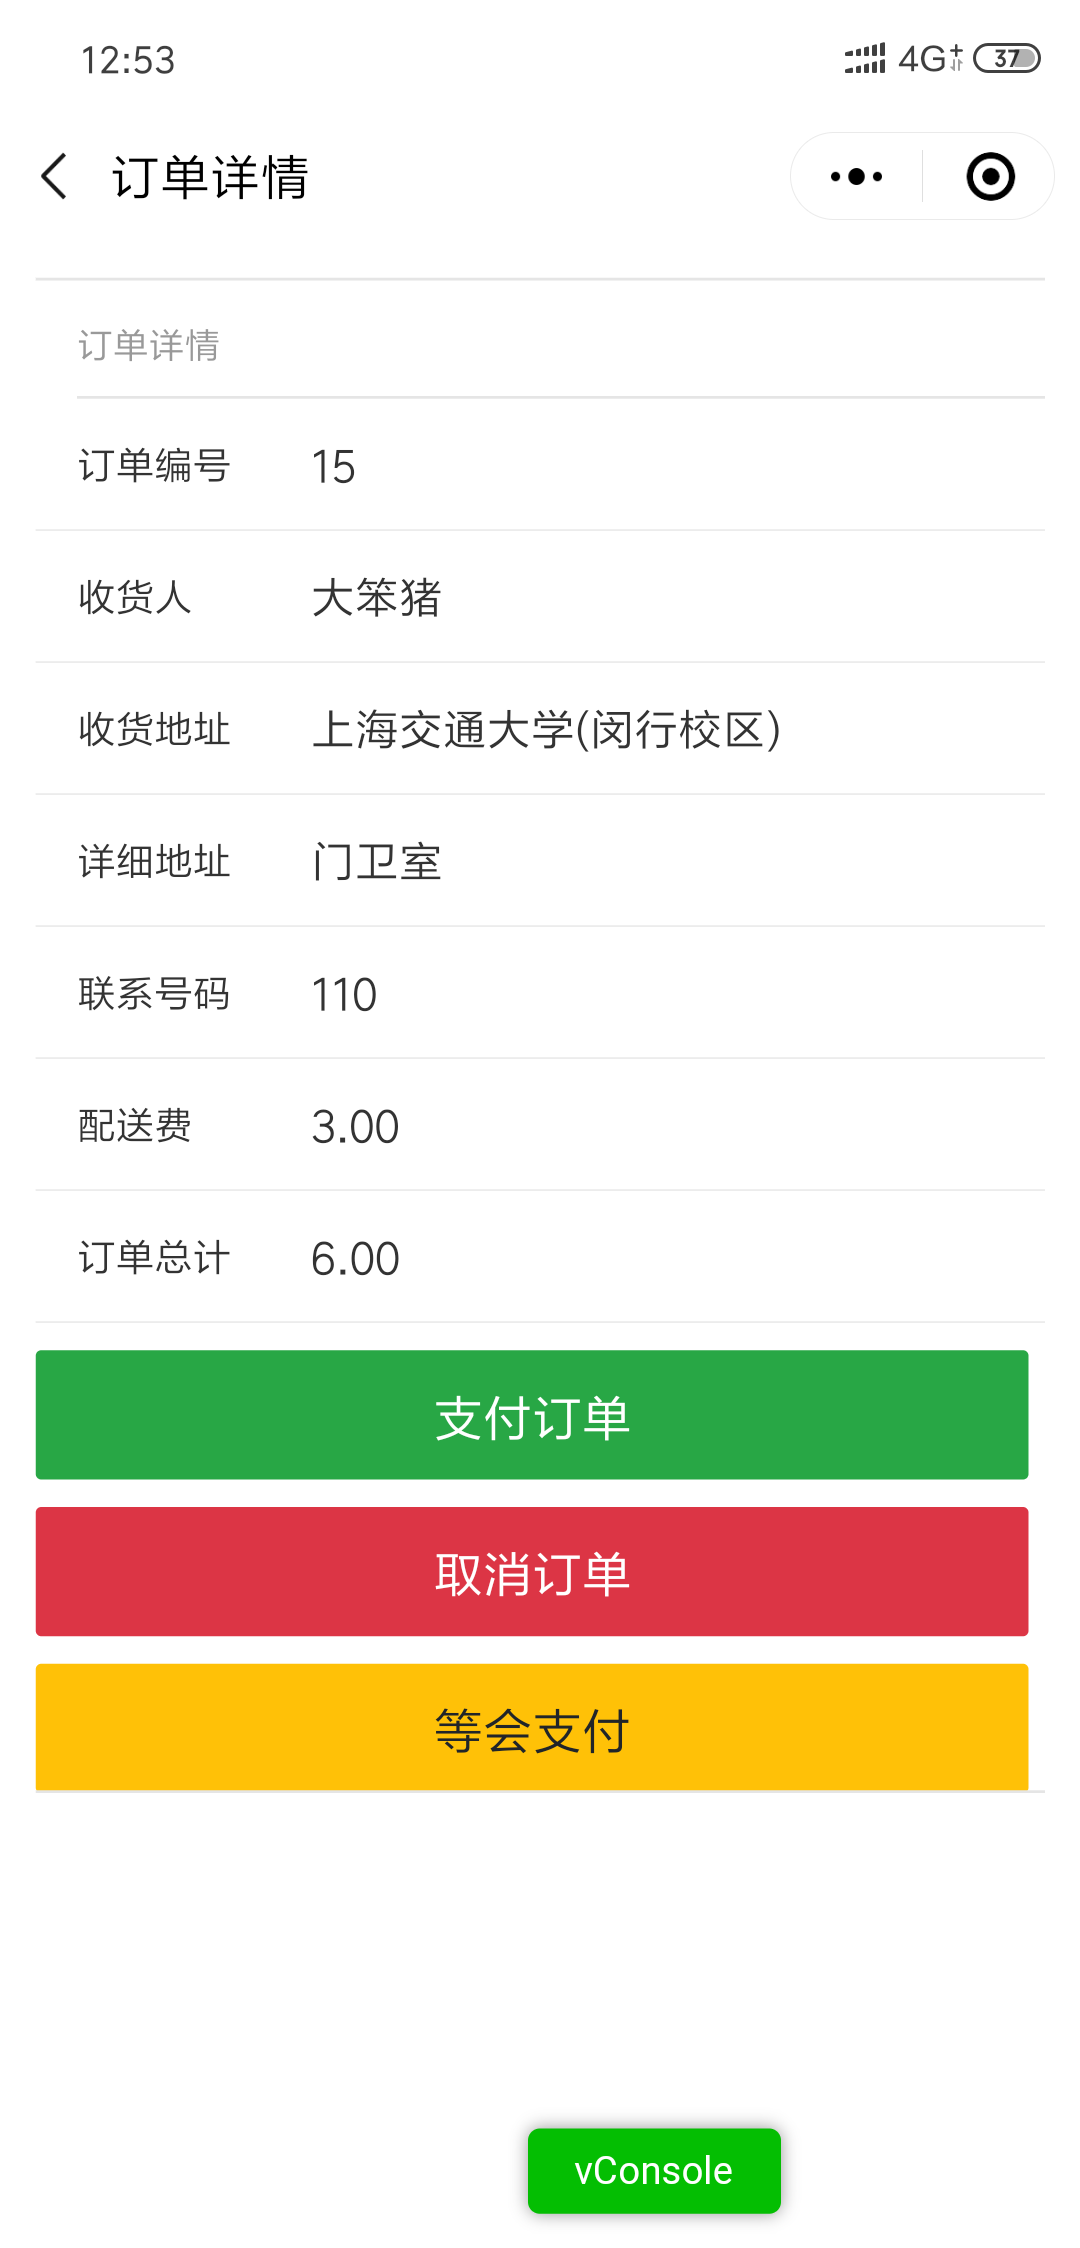 12:53 4G+ 37
订单详情
订单详情
订单编号 15
收货人 大笨猪
收货地址 上海交通大学(闵行校区)
详细地址 门卫室
联系号码 110
配送费 3.00
订单总计 6.00
支付订单
取消订单
等会支付
vConsole